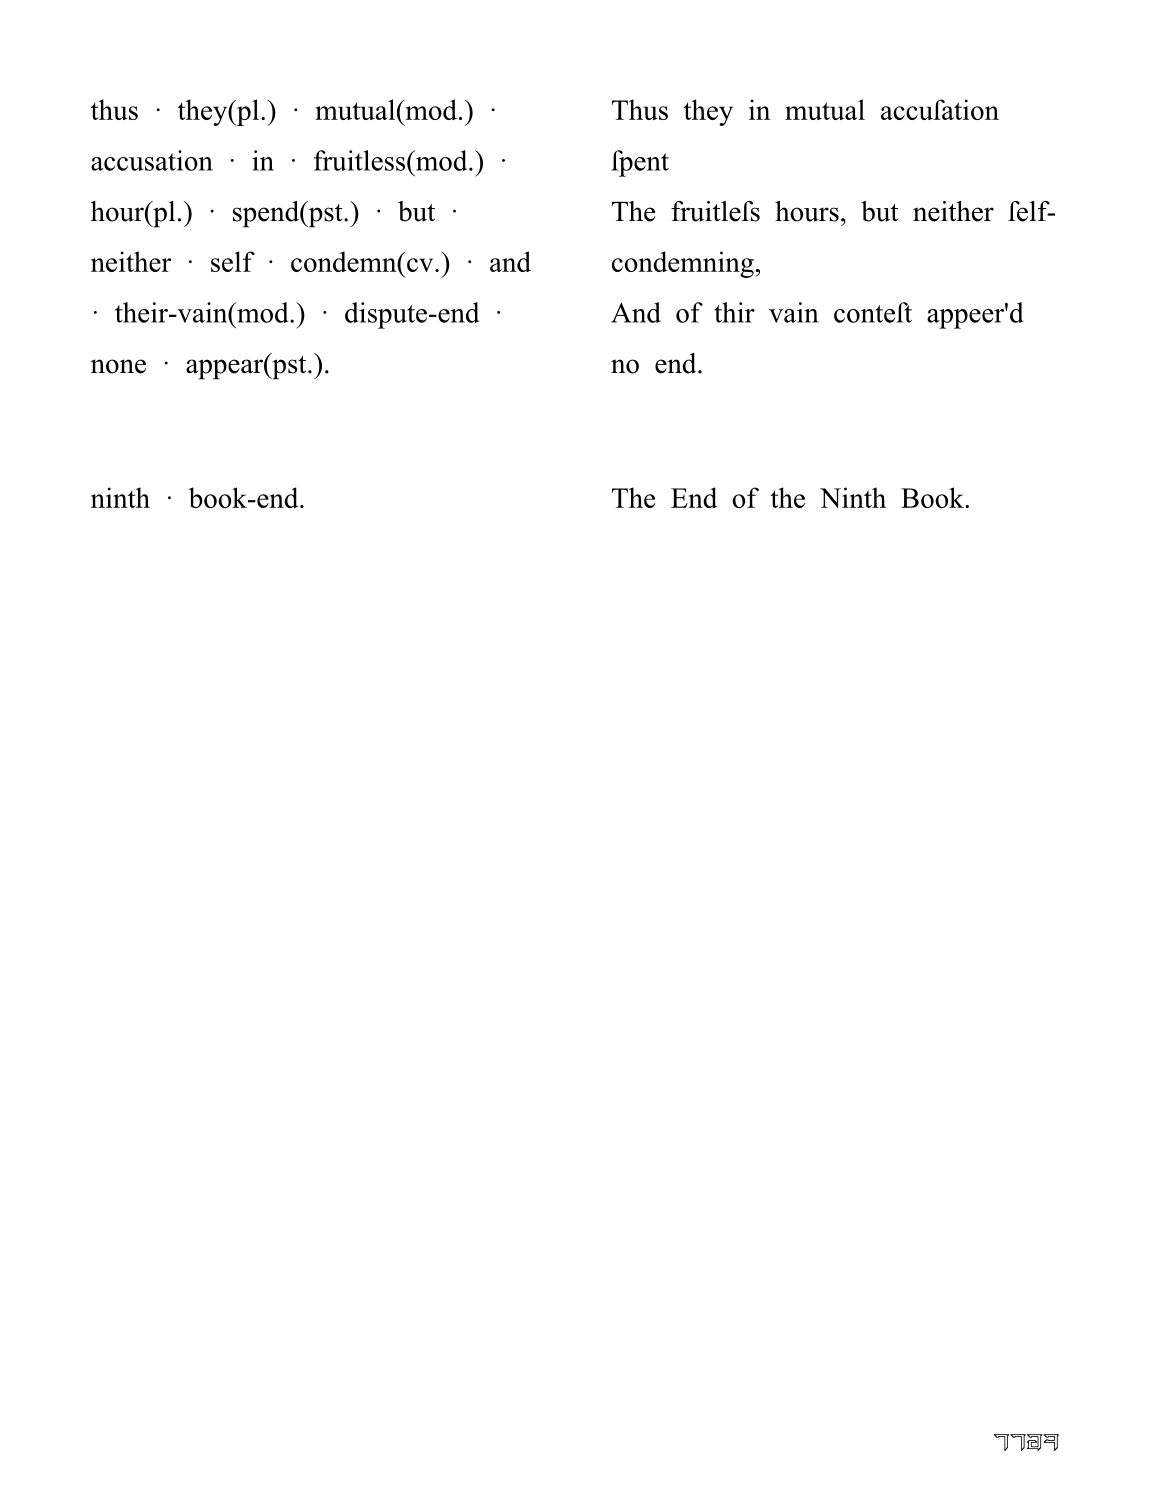 thus · they(pl.) · mutual(mod.) ·
accusation · in · fruitless(mod.) ·
hour(pl.) · spend(pst.) · but ·
neither · self · condemn(cv.) · and
· their-vain(mod.) · dispute-end ·
none · appear(pst.).
ninth · book-end.
Thus they in mutual accuſation
ſpent
The fruitleſs hours, but neither ſelf-
condemning,
And of thir vain conteſt appeer'd
no end.
The End of the Ninth Book.